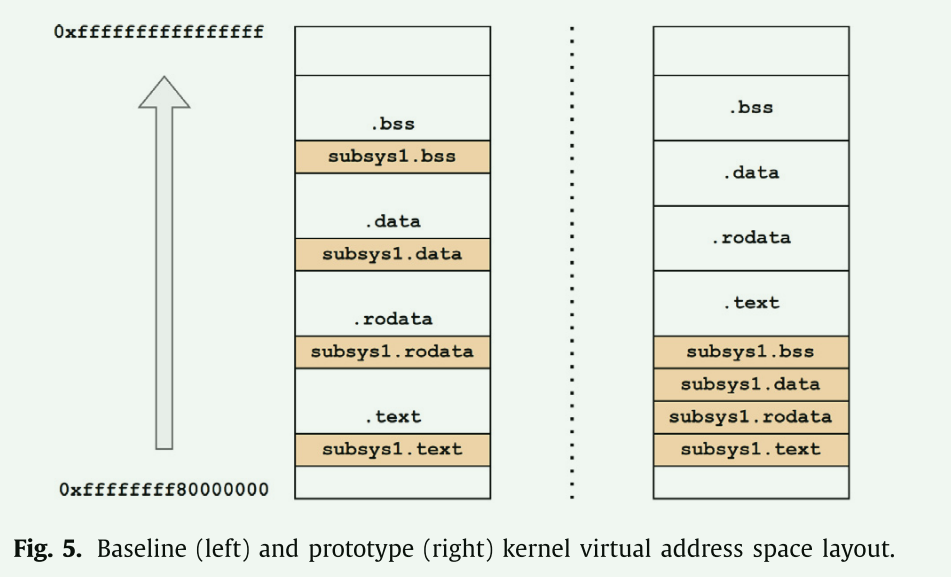 0xffffffffffffffff
.bss
subsys1.bss
.data
subsys1.data
.rodata
subsys1.rodata
.text
subsys1.text
0xffffffff80000000
.bss
.data
.rodata
.text
subsys1.bss
subsys1.data
subsys1.rodata
subsys1.text
Fig. 5. Baseline (left) and prototype (right) kernel virtual address space layout.